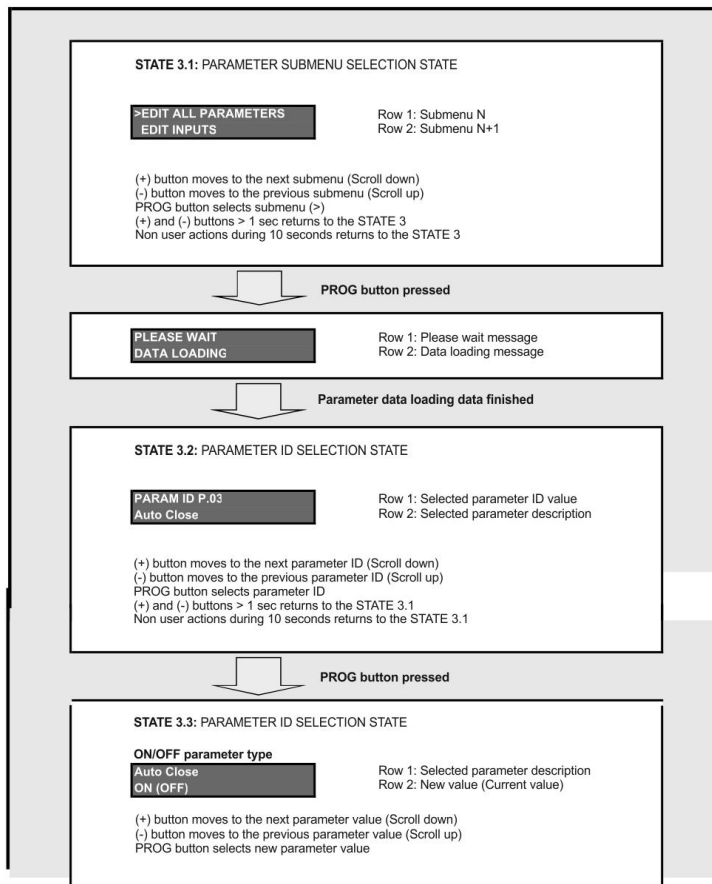 STATE 3.1: PARAMETER SUBMENU SELECTION STATE
>EDIT ALL PARAMETERS
EDIT INPUTS
Row 1: Submenu N
Row 2: Submenu N+1
(+) button moves to the next submenu (Scroll down)
(-) button moves to the previous submenu (Scroll up)
PROG button selects submenu (>)
(+) and (-) buttons > 1 sec returns to the STATE 3
Non user actions during 10 seconds returns to the STATE 3
PROG button pressed
PLEASE WAIT
DATA LOADING
Row 1: Please wait message
Row 2: Data loading message
Parameter data loading data finished
STATE 3.2: PARAMETER ID SELECTION STATE
PARAM ID P.03
Auto Close
Row 1: Selected parameter ID value
Row 2: Selected parameter description
(+) button moves to the next parameter ID (Scroll down)
(-) button moves to the previous parameter ID (Scroll up)
PROG button selects parameter ID
(+) and (-) buttons > 1 sec returns to the STATE 3.1
Non user actions during 10 seconds returns to the STATE 3.1
PROG button pressed
STATE 3.3: PARAMETER ID SELECTION STATE
ON/OFF parameter type
Auto Close
ON (OFF)
Row 1: Selected parameter description
Row 2: New value (Current value)
(+) button moves to the next parameter value (Scroll down)
(-) button moves to the previous parameter value (Scroll up)
PROG button selects new parameter value